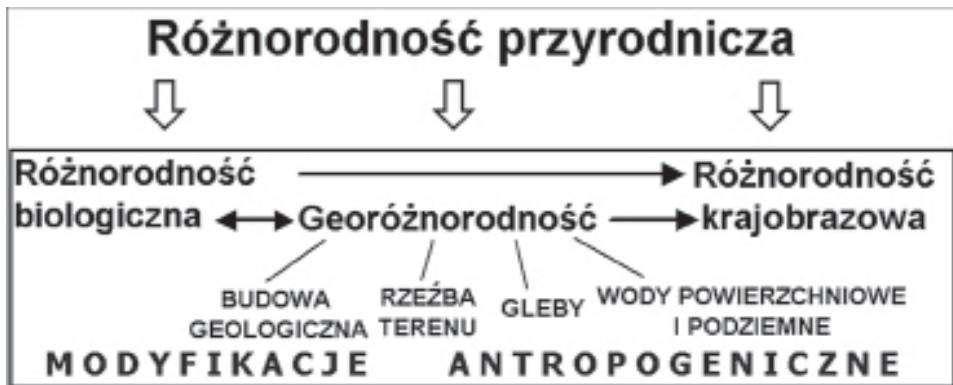 Różnorodność przyrodnicza
Różnorodność
biologiczna
Georóżnorodność
Różnorodność
krajobrazowa
BUDOWA
GEOLOGICZNA
RZEŹBA
TERENU
GLEBY
WODY POWIERZCHNIOWE
I PODZIEMNE
MODYFIKACJE ANTROPOGENICZNE